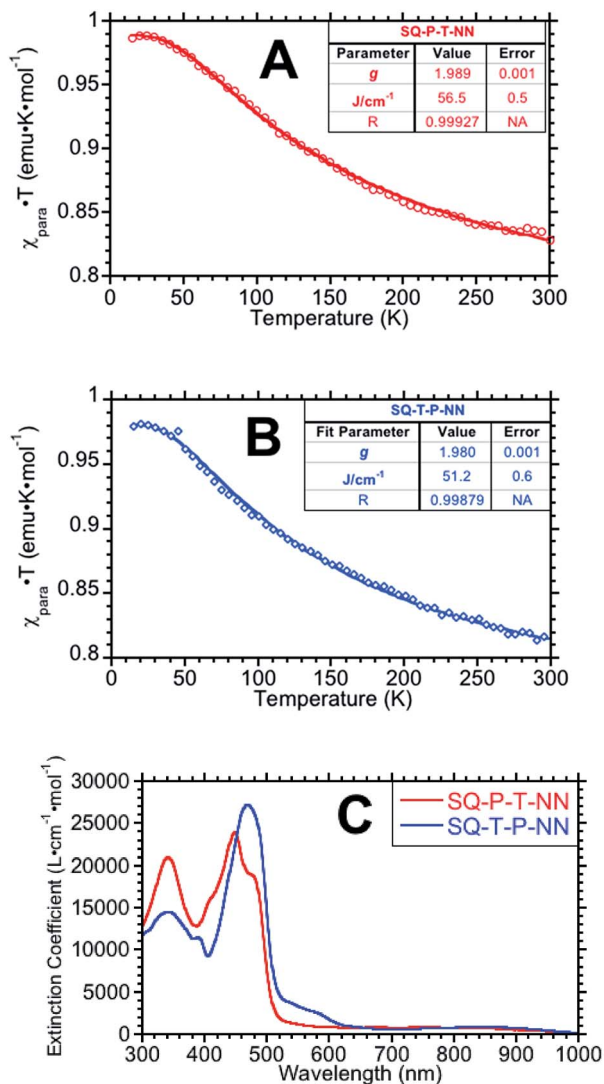 A
SQ-P-T-NN
Parameter Value Error
g 1.989 0.001
J/cm⁻¹ 56.5 0.5
R 0.99927 NA
χpara•T (emu•K•mol⁻¹)
1
0.95
0.9
0.85
0.8
0 50 100 150 200 250 300
Temperature (K)
B
SQ-T-P-NN
Fit Parameter Value Error
g 1.980 0.001
J/cm⁻¹ 51.2 0.6
R 0.99879 NA
χpara•T (emu•K•mol⁻¹)
1
0.95
0.9
0.85
0.8
0 50 100 150 200 250 300
Temperature (K)
C
SQ-P-T-NN
SQ-T-P-NN
Extinction Coefficient (L•cm⁻¹•mol⁻¹)
30000
25000
20000
15000
10000
5000
0
300 400 500 600 700 800 900 1000
Wavelength (nm)